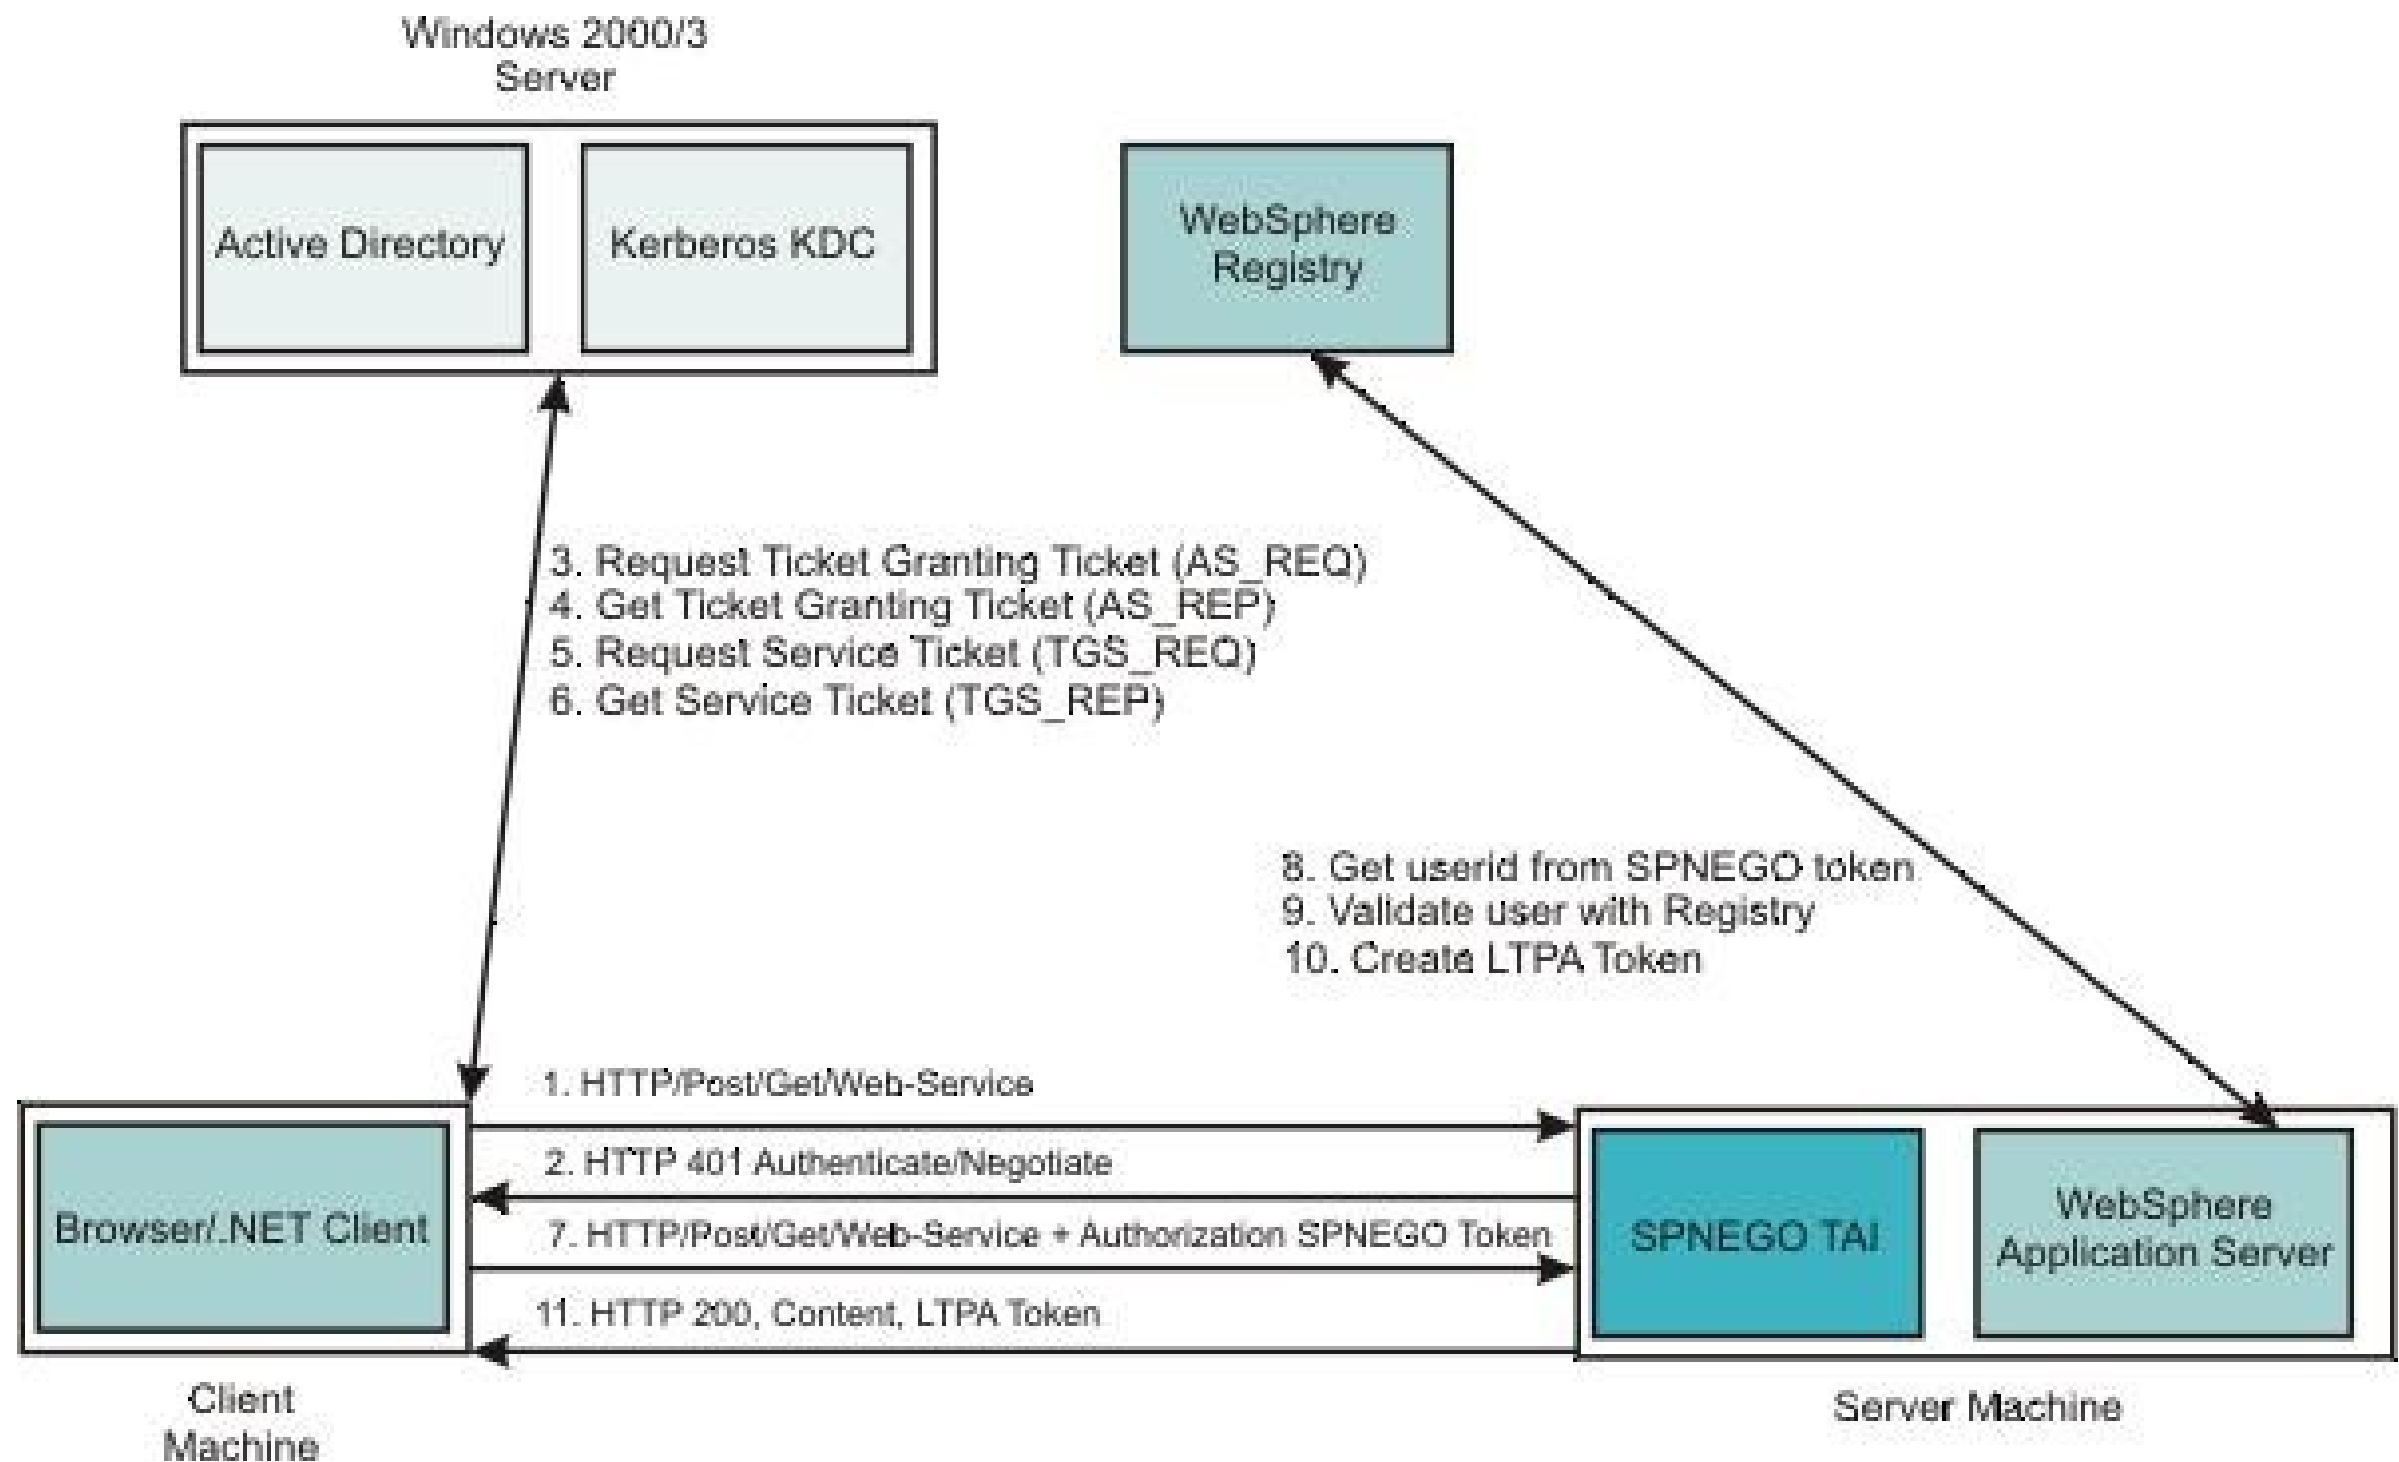 Windows 2000/3
Server
Active Directory
Kerberos KDC
WebSphere
Registry
3. Request Ticket Granting Ticket (AS_REQ)
4. Get Ticket Granting Ticket (AS_REP)
5. Request Service Ticket (TGS_REQ)
6. Get Service Ticket (TGS_REP)
8. Get userid from SPNEGO token
9. Validate user with Registry
10. Create LTPA Token
1. HTTP/Post/Get/Web-Service
2. HTTP 401 Authenticate/Negotiate
7. HTTP/Post/Get/Web-Service + Authorization SPNEGO Token
11. HTTP 200, Content, LTPA Token
Browser/.NET Client
SPNEGO TAI
WebSphere
Application Server
Client
Machine
Server Machine